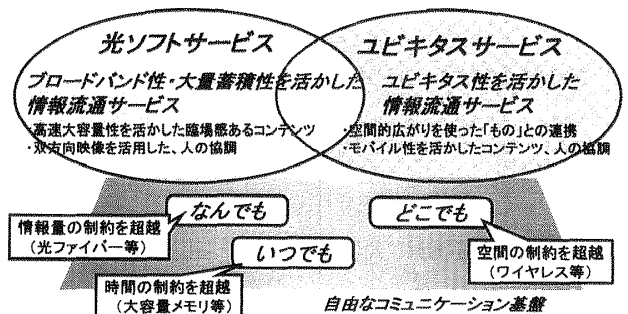 光ソフトサービス
ブロードバンド性・大量蓄積性を活かした
情報流通サービス
・高速大容量性を活かした臨場感あるコンテンツ
・双方向映像を活用した、人の協調
ユビキタスサービス
ユビキタス性を活かした
情報流通サービス
・空間的広がりを使った「もの」との連携
・モバイル性を活かしたコンテンツ、人の協調
なんでも
どこでも
情報量の制約を超越
(光ファイバー等)
いつでも
空間の制約を超越
(ワイヤレス等)
時間の制約を超越
(大容量メモリ等)
自由なコミュニケーション基盤